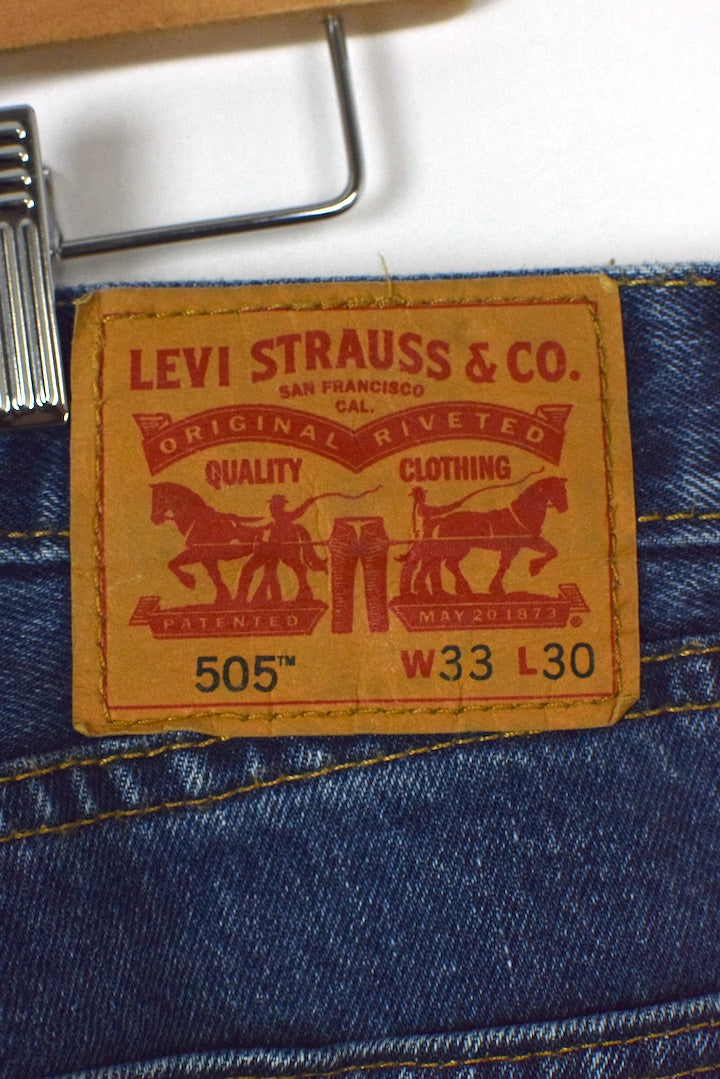 LEVI STRAUSS & CO.
SAN FRANCISCO
CAL.
ORIGINAL RIVETED
QUALITY CLOTHING
PATENTED MAY 20 1873 ®
505™ W33 L30